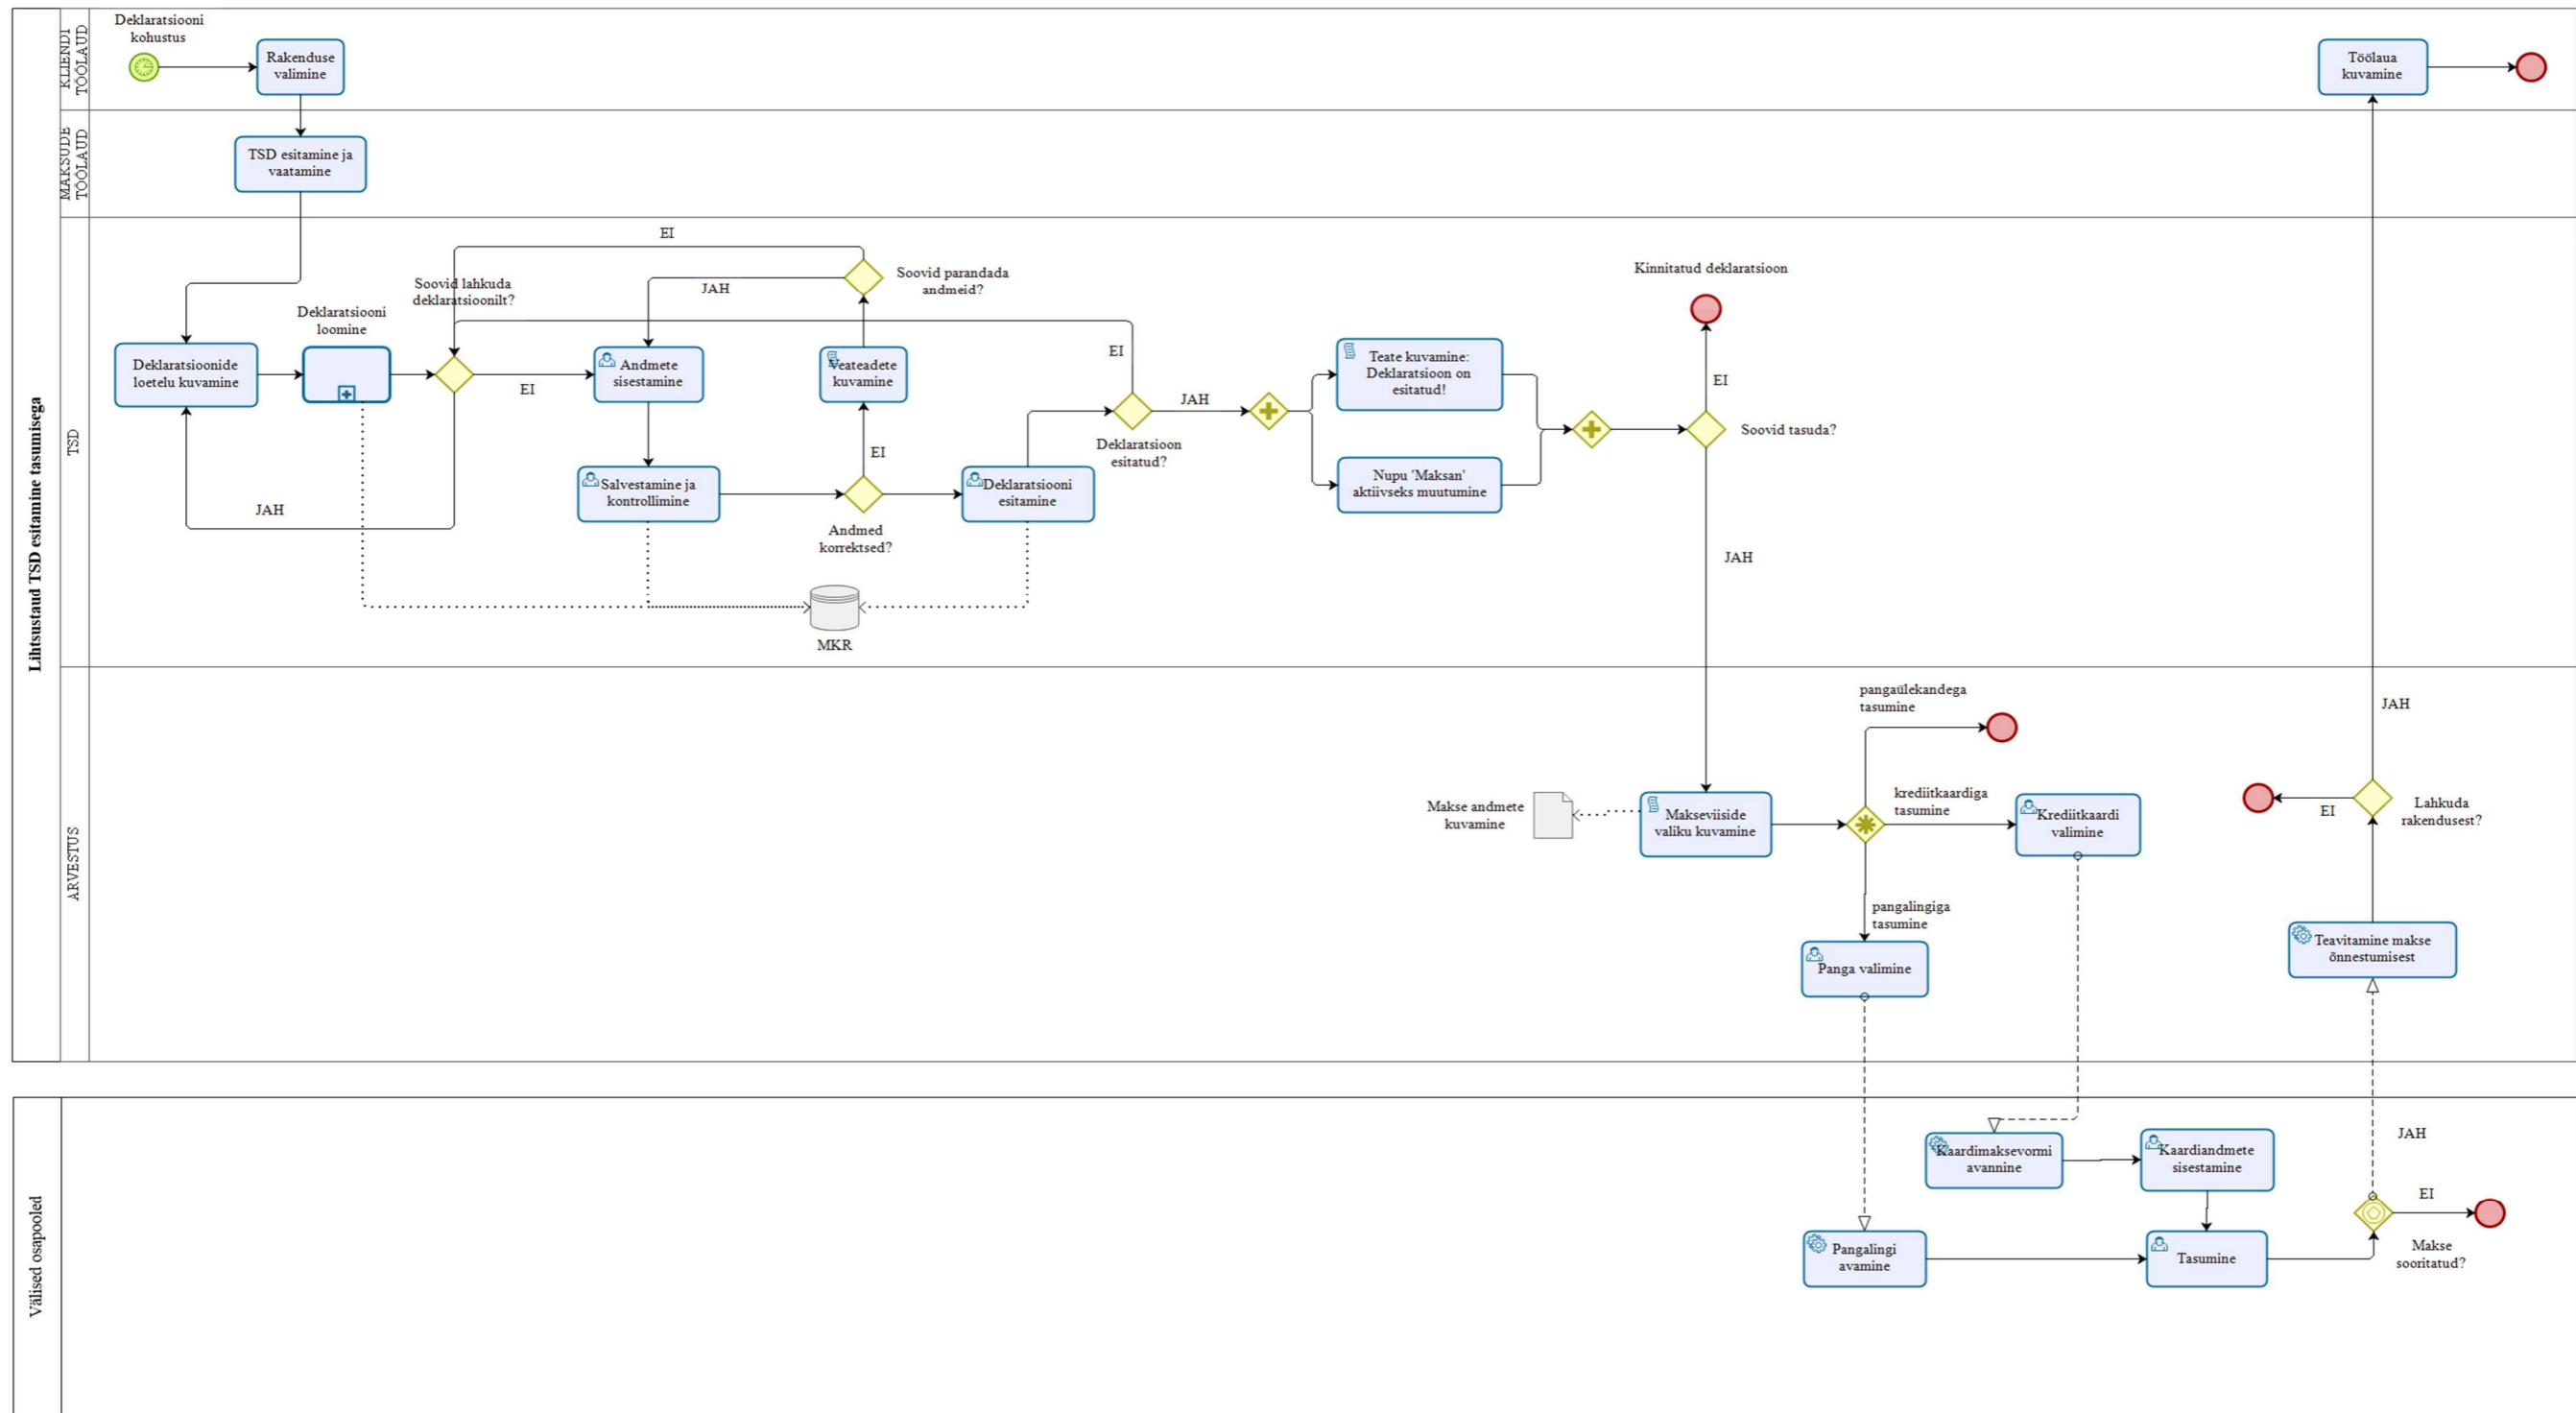 Lihtsustaud TSD esitamine tasumisega
KLIENDI
TÖÖLAUD
Deklaratsiooni
kohustus
Rakenduse
valimine
Töölaua
kuvamine
MAKSUDE
TÖÖLAUD
TSD esitamine ja
vaatamine
TSD
EI
Soovid parandada
andmeid?
JAH
Soovid lahkuda
deklaratsioonilt?
Deklaratsiooni
loomine
Kinnitatud deklaratsioon
Deklaratsioonide
loetelu kuvamine
EI
Andmete
sisestamine
Veateadete
kuvamine
EI
JAH
Deklaratsioon
esitatud?
Teate kuvamine:
Deklaratsioon on
esitatud!
EI
Soovid tasuda?
EI
Salvestamine ja
kontrollimine
Deklaratsiooni
esitamine
Nupu 'Maksan'
aktiivseks muutumine
JAH
Andmed
korrektsed?
JAH
MKR
ARVESTUS
pangaülekandega
tasumine
JAH
Makse andmete
kuvamine
Makseviiside
valiku kuvamine
krediitkaardiga
tasumine
Krediitkaardi
valimine
EI
Lahkuda
rakendusest?
pangalingiga
tasumine
Panga valimine
Teavitamine makse
õnnestumisest
Välised osapooled
Kaardimaksevormi
avannine
Kaardiandmete
sisestamine
JAH
EI
Pangalingi
avamine
Tasumine
Makse
sooritatud?